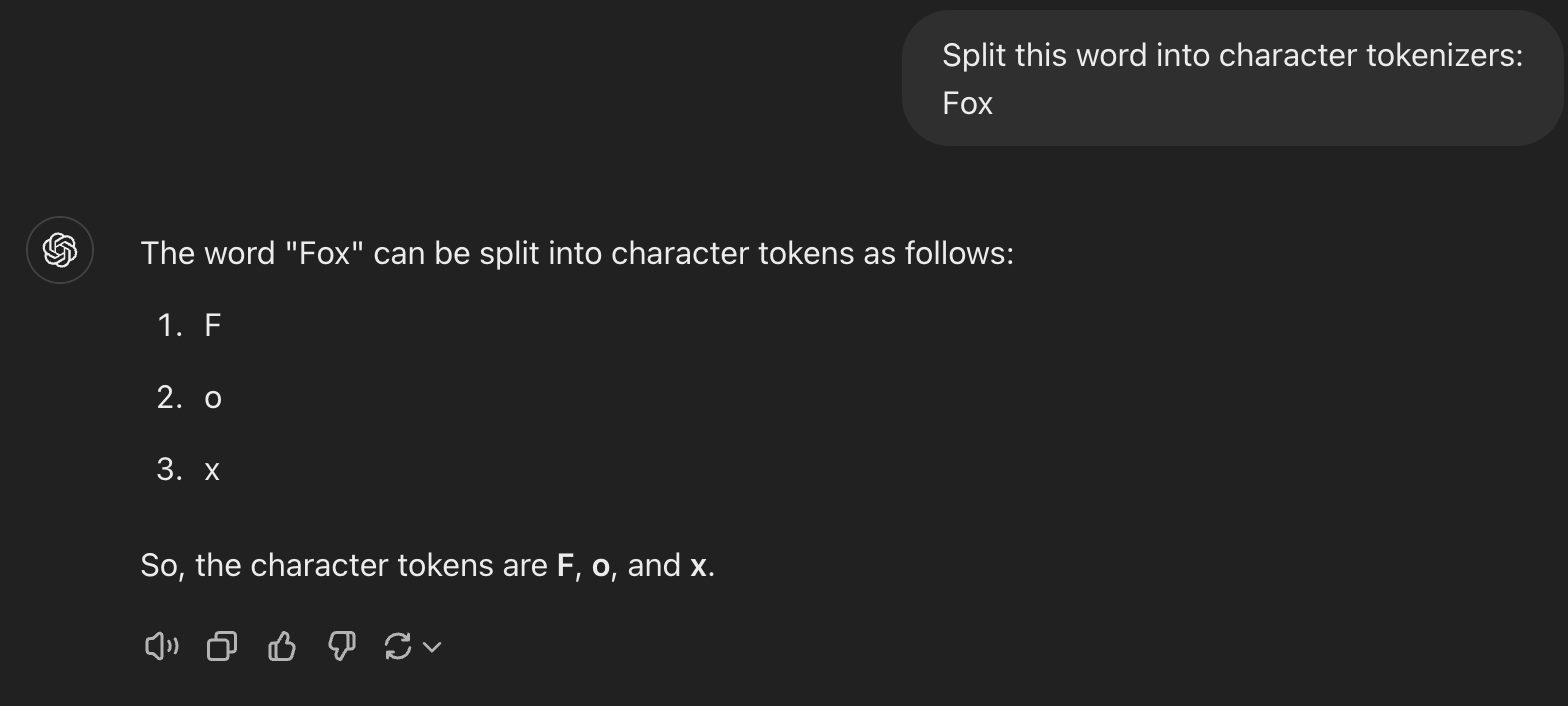 Split this word into character tokenizers:
Fox
The word "Fox" can be split into character tokens as follows:
1. F
2. o
3. x
So, the character tokens are F, o, and x.